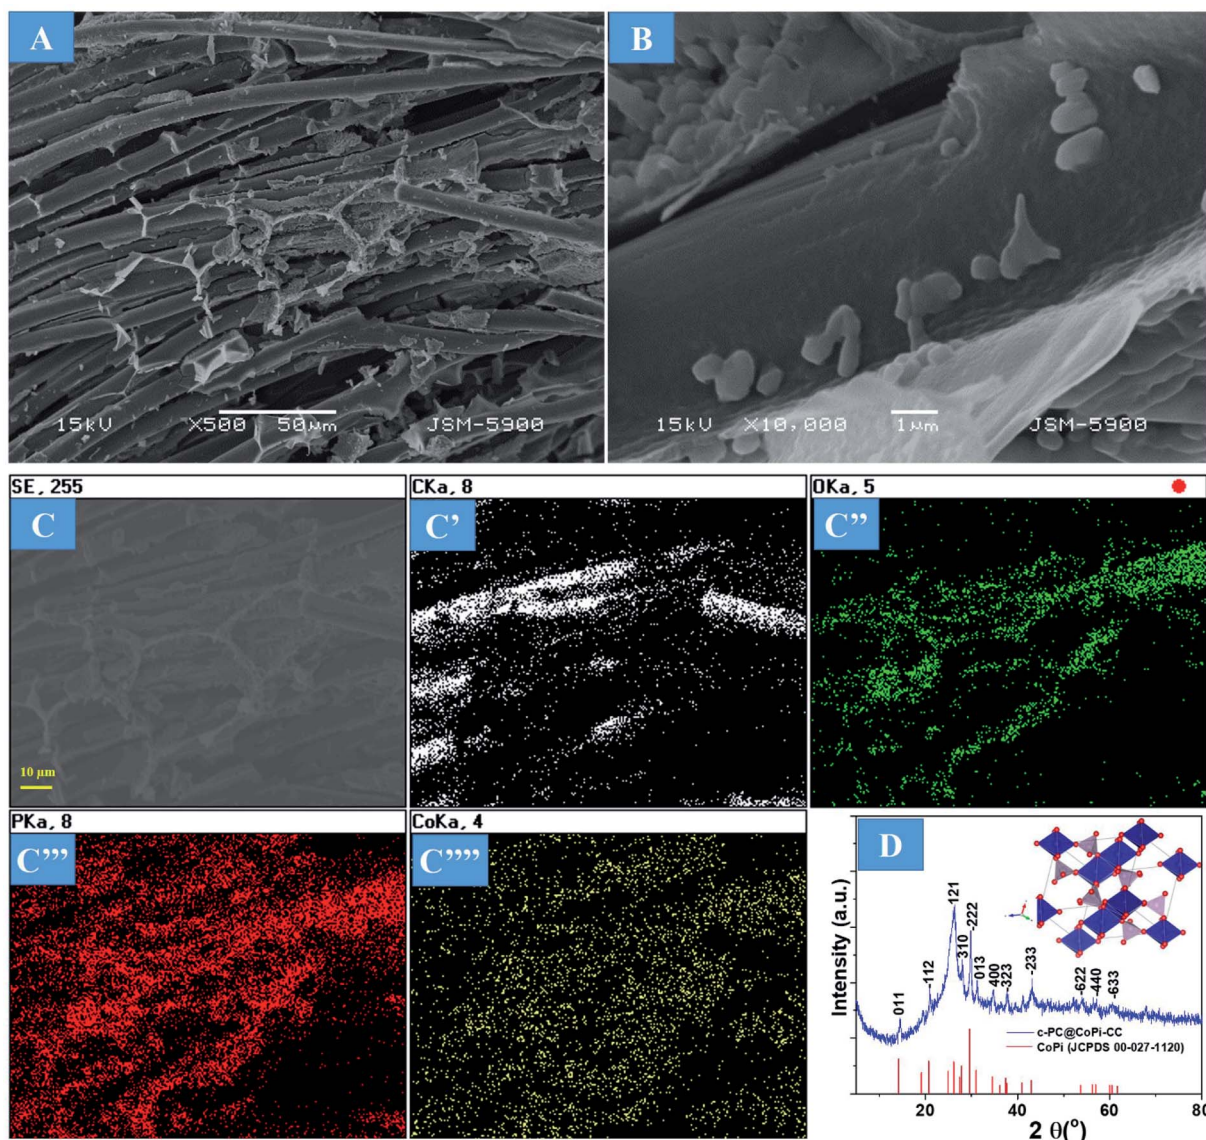 A
B
15kV X500 50μm JSM-5900
15kV X10,000 1μm JSM-5900
SE, 255
CKa, 8
OKa, 5
C
C’
C’’
10 μm
PKa, 8
CoKa, 4
C’’’
C’’’’
D
Intensity (a.u.)
011
-112
121
310
-222
013
400
-323
-233
-622
-440
-633
c-PC@CoPi-CC
CoPi (JCPDS 00-027-1120)
20 40 60 80
2 θ(°)